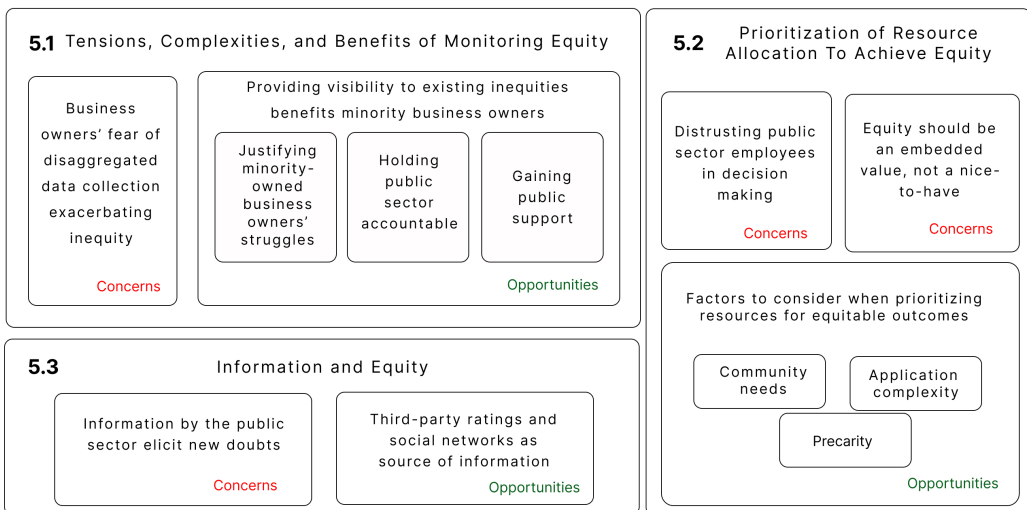 5.1 Tensions, Complexities, and Benefits of Monitoring Equity
Business
owners’ fear of
disaggregated
data collection
exacerbating
inequity
Concerns
Providing visibility to existing inequities
benefits minority business owners
Justifying
minority-
owned
business
owners’
struggles
Holding
public
sector
accountable
Gaining
public
support
Opportunities
5.2 Prioritization of Resource
Allocation To Achieve Equity
Distrusting public
sector employees
in decision
making
Concerns
Equity should be
an embedded
value, not a nice-
to-have
Concerns
Factors to consider when prioritizing
resources for equitable outcomes
Community
needs
Application
complexity
Precarity
Opportunities
5.3 Information and Equity
Information by the public
sector elicit new doubts
Concerns
Third-party ratings and
social networks as
source of information
Opportunities